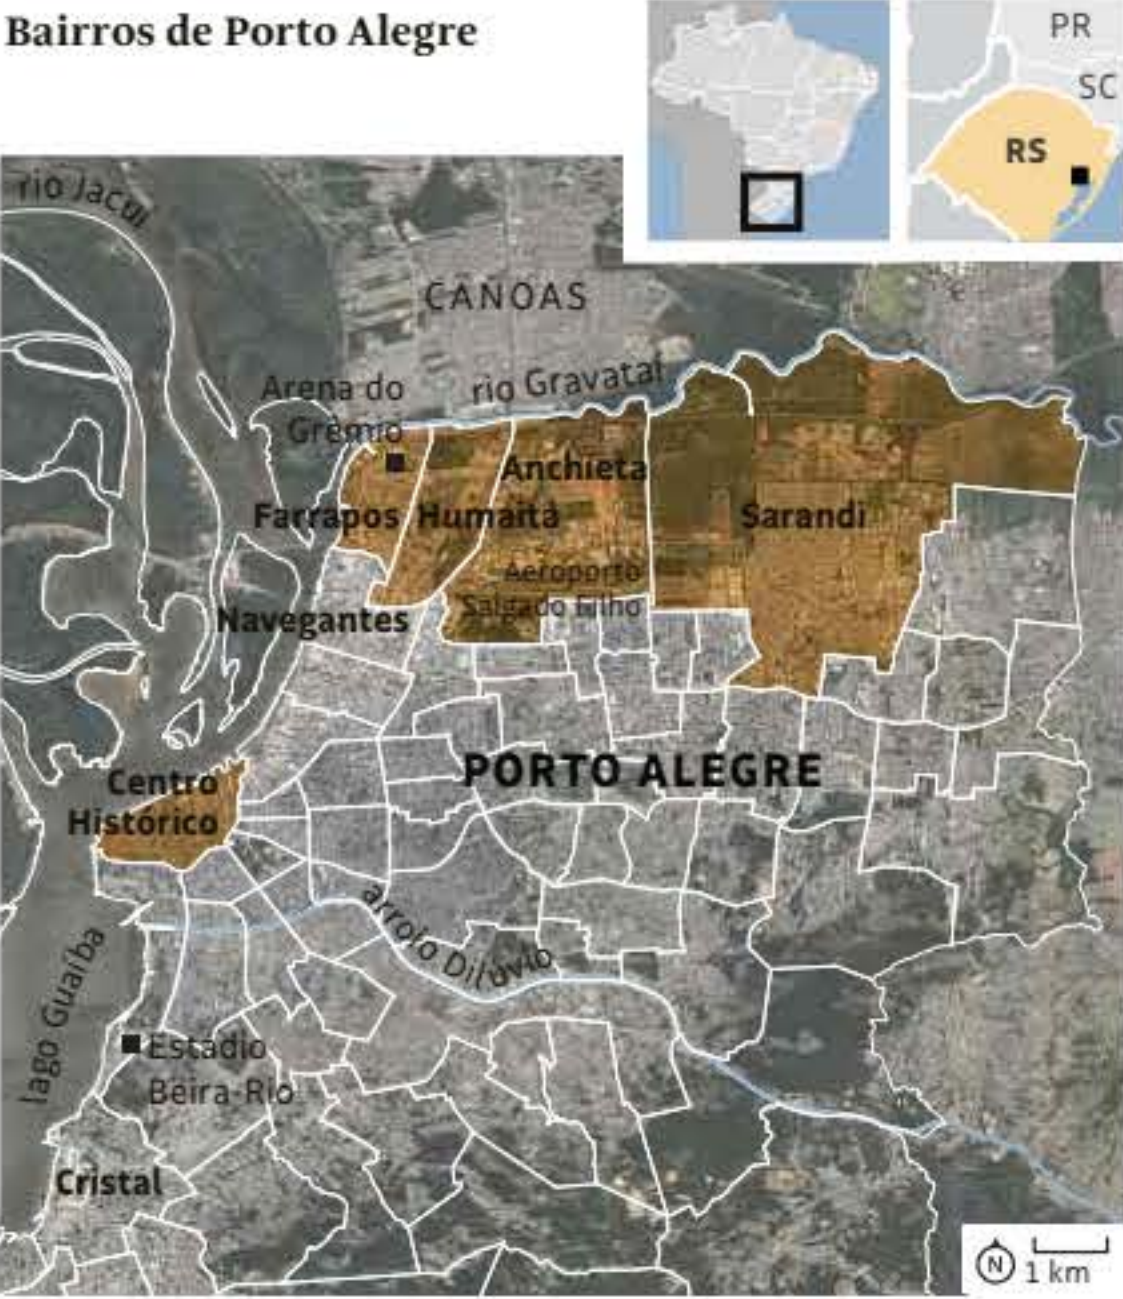 Bairros de Porto Alegre
PR
SC
RS
rio Jacuí
CANOAS
rio Gravataí
Arena do
Grêmio
Anchieta
Farrapos
Humaitá
Sarandi
Aeroporto
Salgado Filho
Navegantes
PORTO ALEGRE
Centro
Histórico
arroio Dilúvio
lago Guaíba
Estádio
Beira-Rio
Cristal
N
1 km